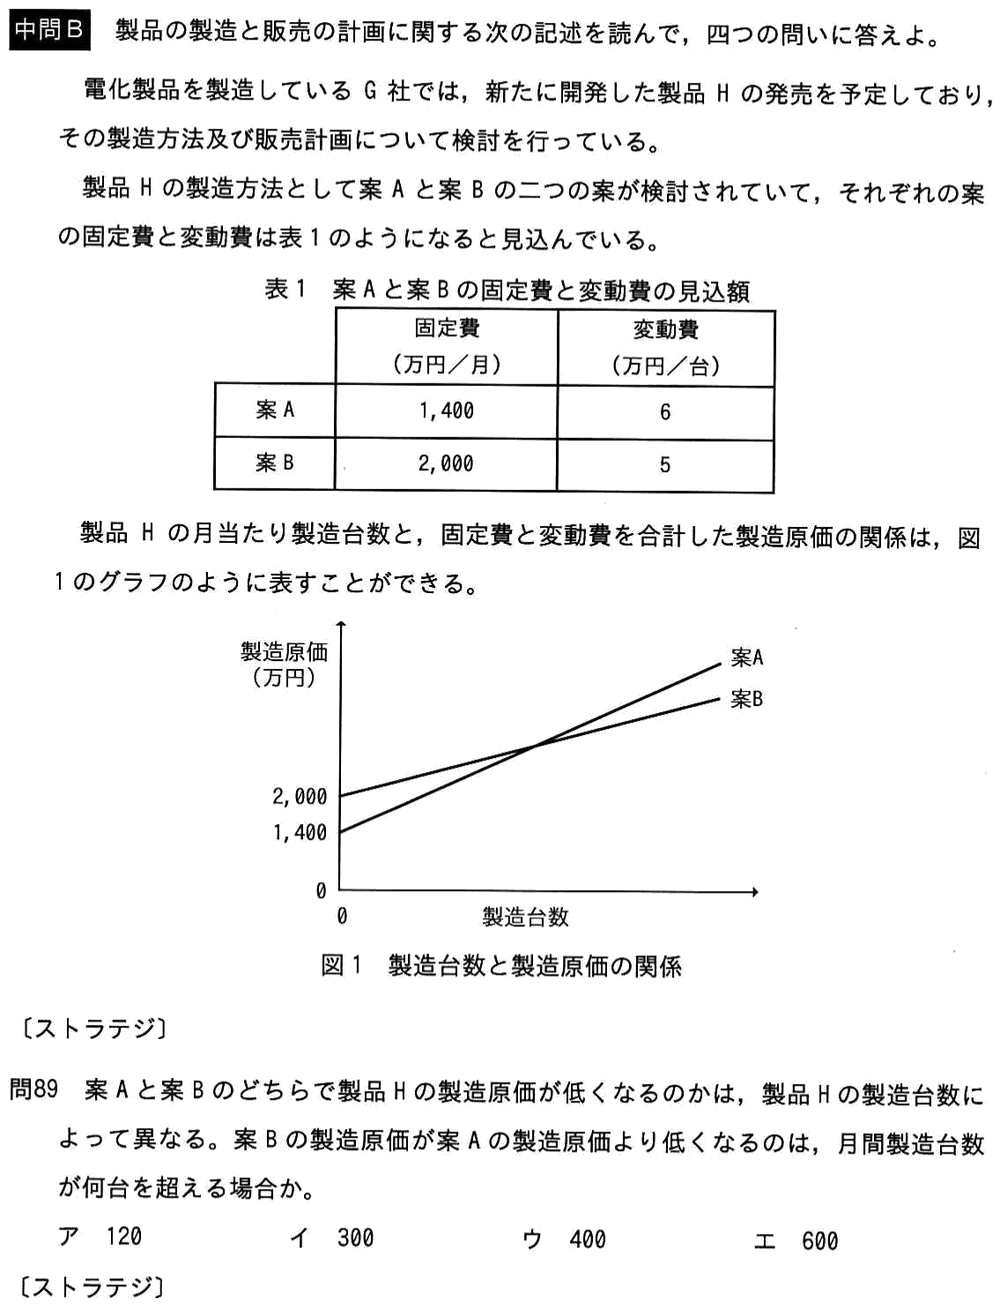 中問B 製品の製造と販売の計画に関する次の記述を読んで，四つの問いに答えよ。
電化製品を製造している G 社では，新たに開発した製品 H の発売を予定しており，
その製造方法及び販売計画について検討を行っている。
製品 H の製造方法として案 A と案 B の二つの案が検討されていて，それぞれの案
の固定費と変動費は表1のようになると見込んでいる。
表1 案Aと案Bの固定費と変動費の見込額
固定費 変動費
（万円／月） （万円／台）
案A 1,400 6
案B 2,000 5
製品 H の月当たり製造台数と，固定費と変動費を合計した製造原価の関係は，図
1のグラフのように表すことができる。
製造原価
（万円）
案A
案B
2,000
1,400
0
0 製造台数
図1 製造台数と製造原価の関係
〔ストラテジ〕
問89 案Aと案Bのどちらで製品Hの製造原価が低くなるのかは，製品Hの製造台数に
よって異なる。案Bの製造原価が案Aの製造原価より低くなるのは，月間製造台数
が何台を超える場合か。
ア 120 イ 300 ウ 400 エ 600
〔ストラテジ〕